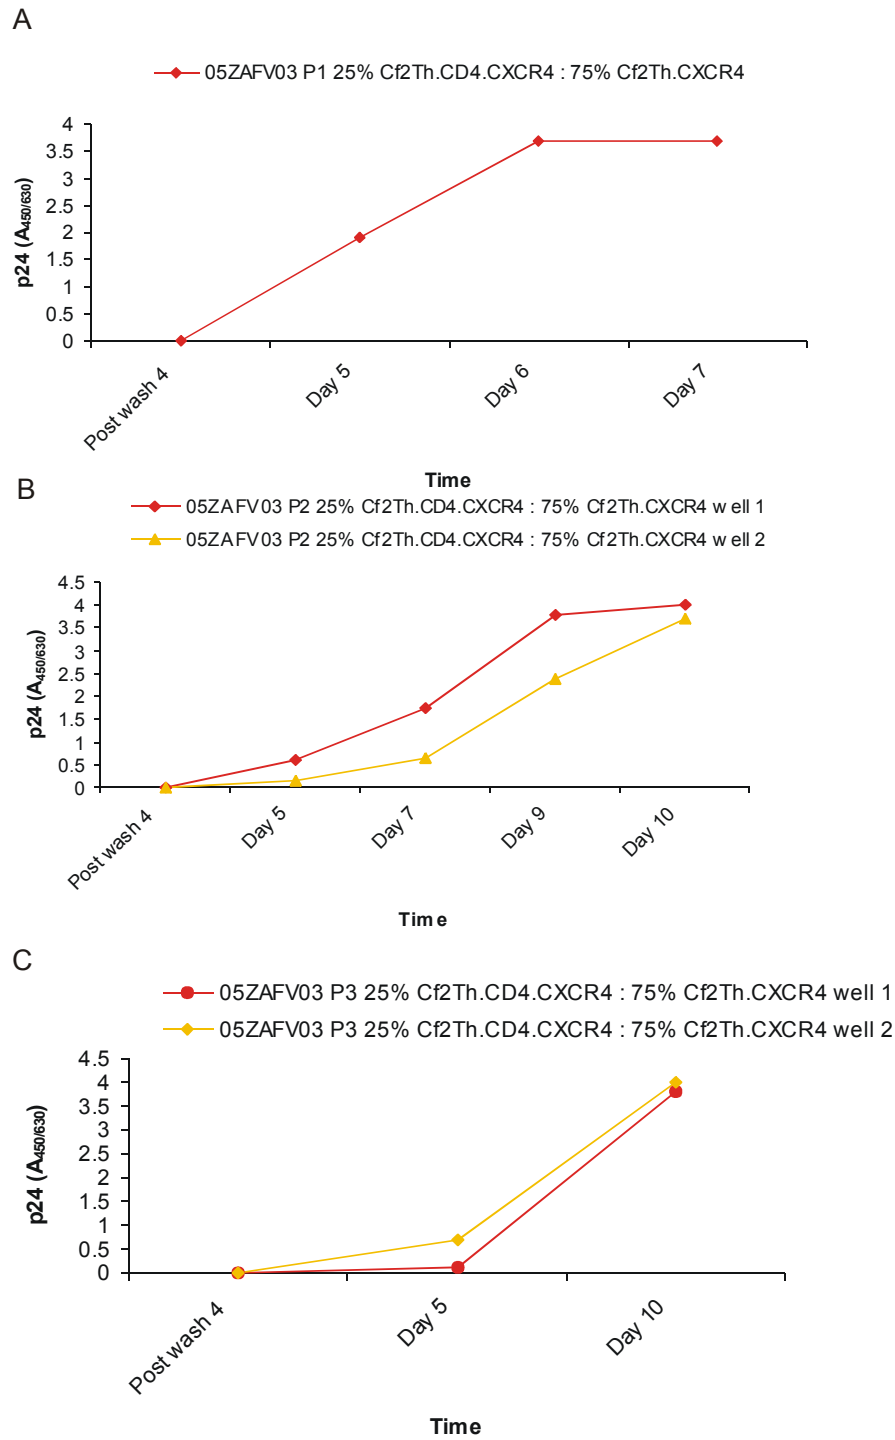 A
05ZAFV03 P1 25% Cf2Th.CD4.CXCR4 : 75% Cf2Th.CXCR4
4
3.5
3
2.5
2
1.5
1
0.5
0
p24 (A450/630)
Post wash 4
Day 5
Day 6
Day 7
Time
B
05ZAFV03 P2 25% Cf2Th.CD4.CXCR4 : 75% Cf2Th.CXCR4 well 1
05ZAFV03 P2 25% Cf2Th.CD4.CXCR4 : 75% Cf2Th.CXCR4 well 2
4.5
4
3.5
3
2.5
2
1.5
1
0.5
0
p24 (A450/630)
Post wash 4
Day 5
Day 7
Day 9
Day 10
Time
C
05ZAFV03 P3 25% Cf2Th.CD4.CXCR4 : 75% Cf2Th.CXCR4 well 1
05ZAFV03 P3 25% Cf2Th.CD4.CXCR4 : 75% Cf2Th.CXCR4 well 2
4.5
4
3.5
3
2.5
2
1.5
1
0.5
0
p24 (A450/630)
Post wash 4
Day 5
Day 10
Time